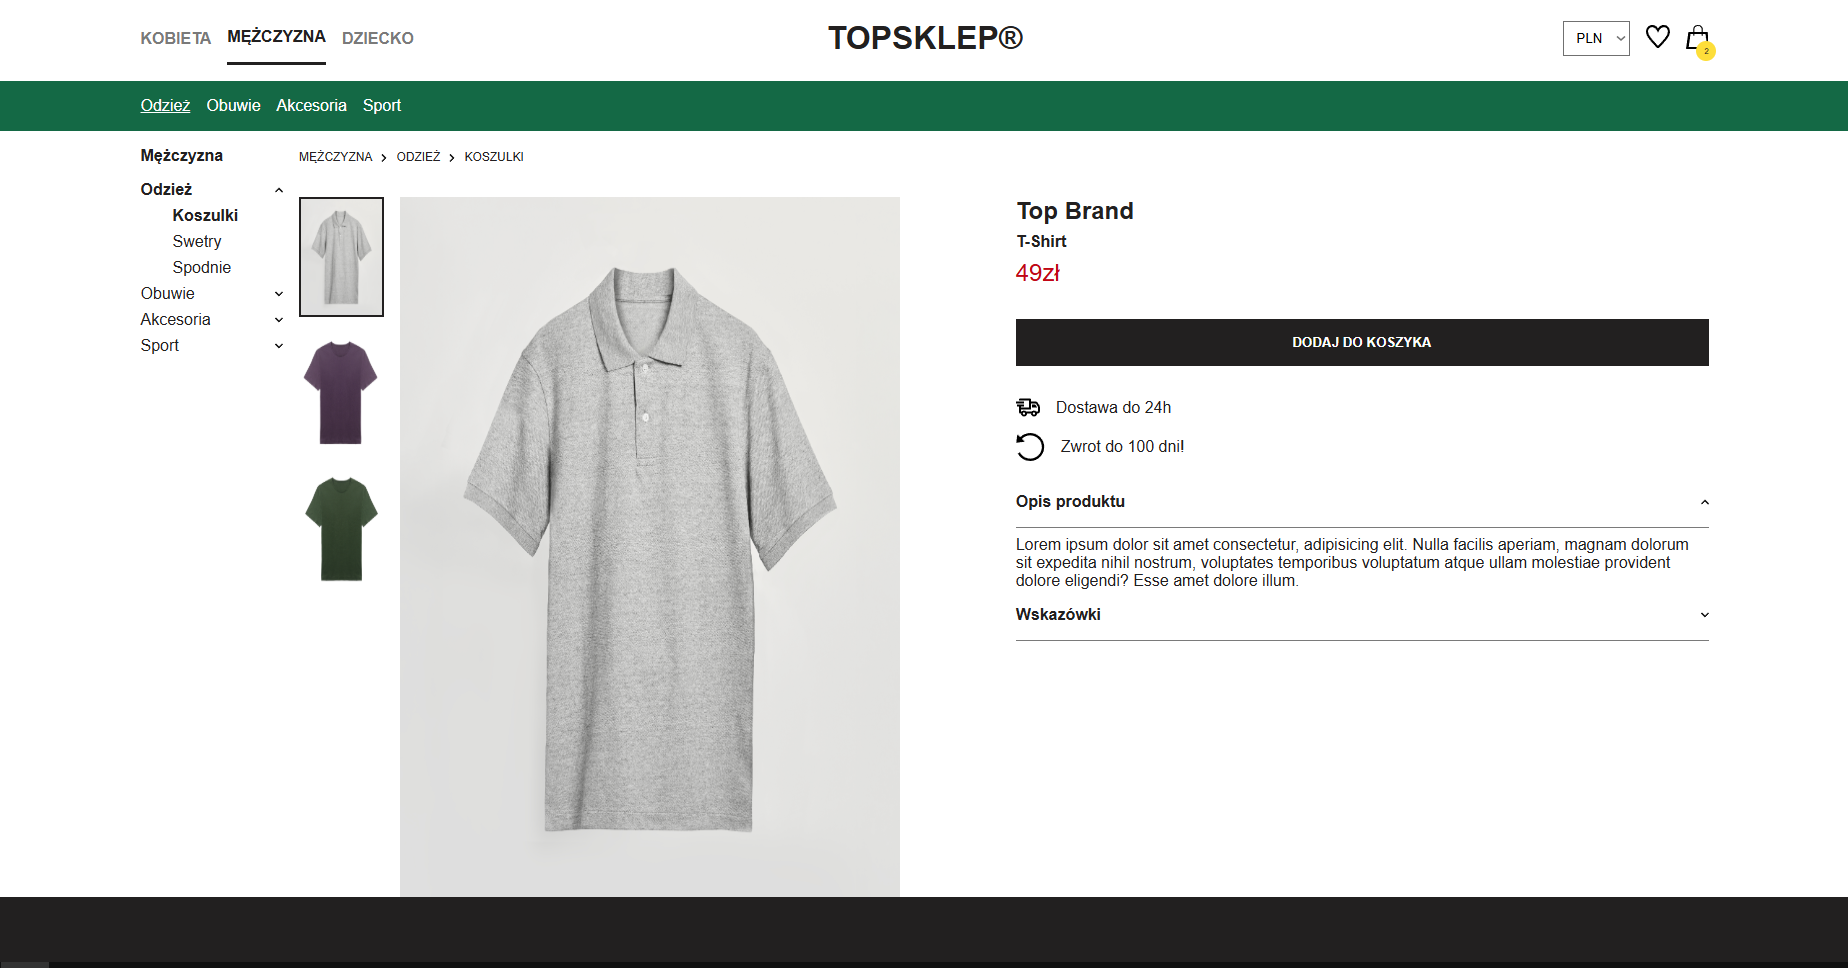 KOBIETA MĘŻCZYZNA DZIECKO
TOPSKLEP®
PLN
2
Odzież Obuwie Akcesoria Sport
Mężczyzna
Odzież
Koszulki
Swetry
Spodnie
Obuwie
Akcesoria
Sport
MĘŻCZYZNA > ODZIEŻ > KOSZULKI
Top Brand
T-Shirt
49zł
DODAJ DO KOSZYKA
Dostawa do 24h
Zwrot do 100 dni!
Opis produktu
Lorem ipsum dolor sit amet consectetur, adipisicing elit. Nulla facilis aperiam, magnam dolorum
sit expedita nihil nostrum, voluptates temporibus voluptatum atque ullam molestiae provident
dolore eligendi? Esse amet dolore illum.
Wskazówki